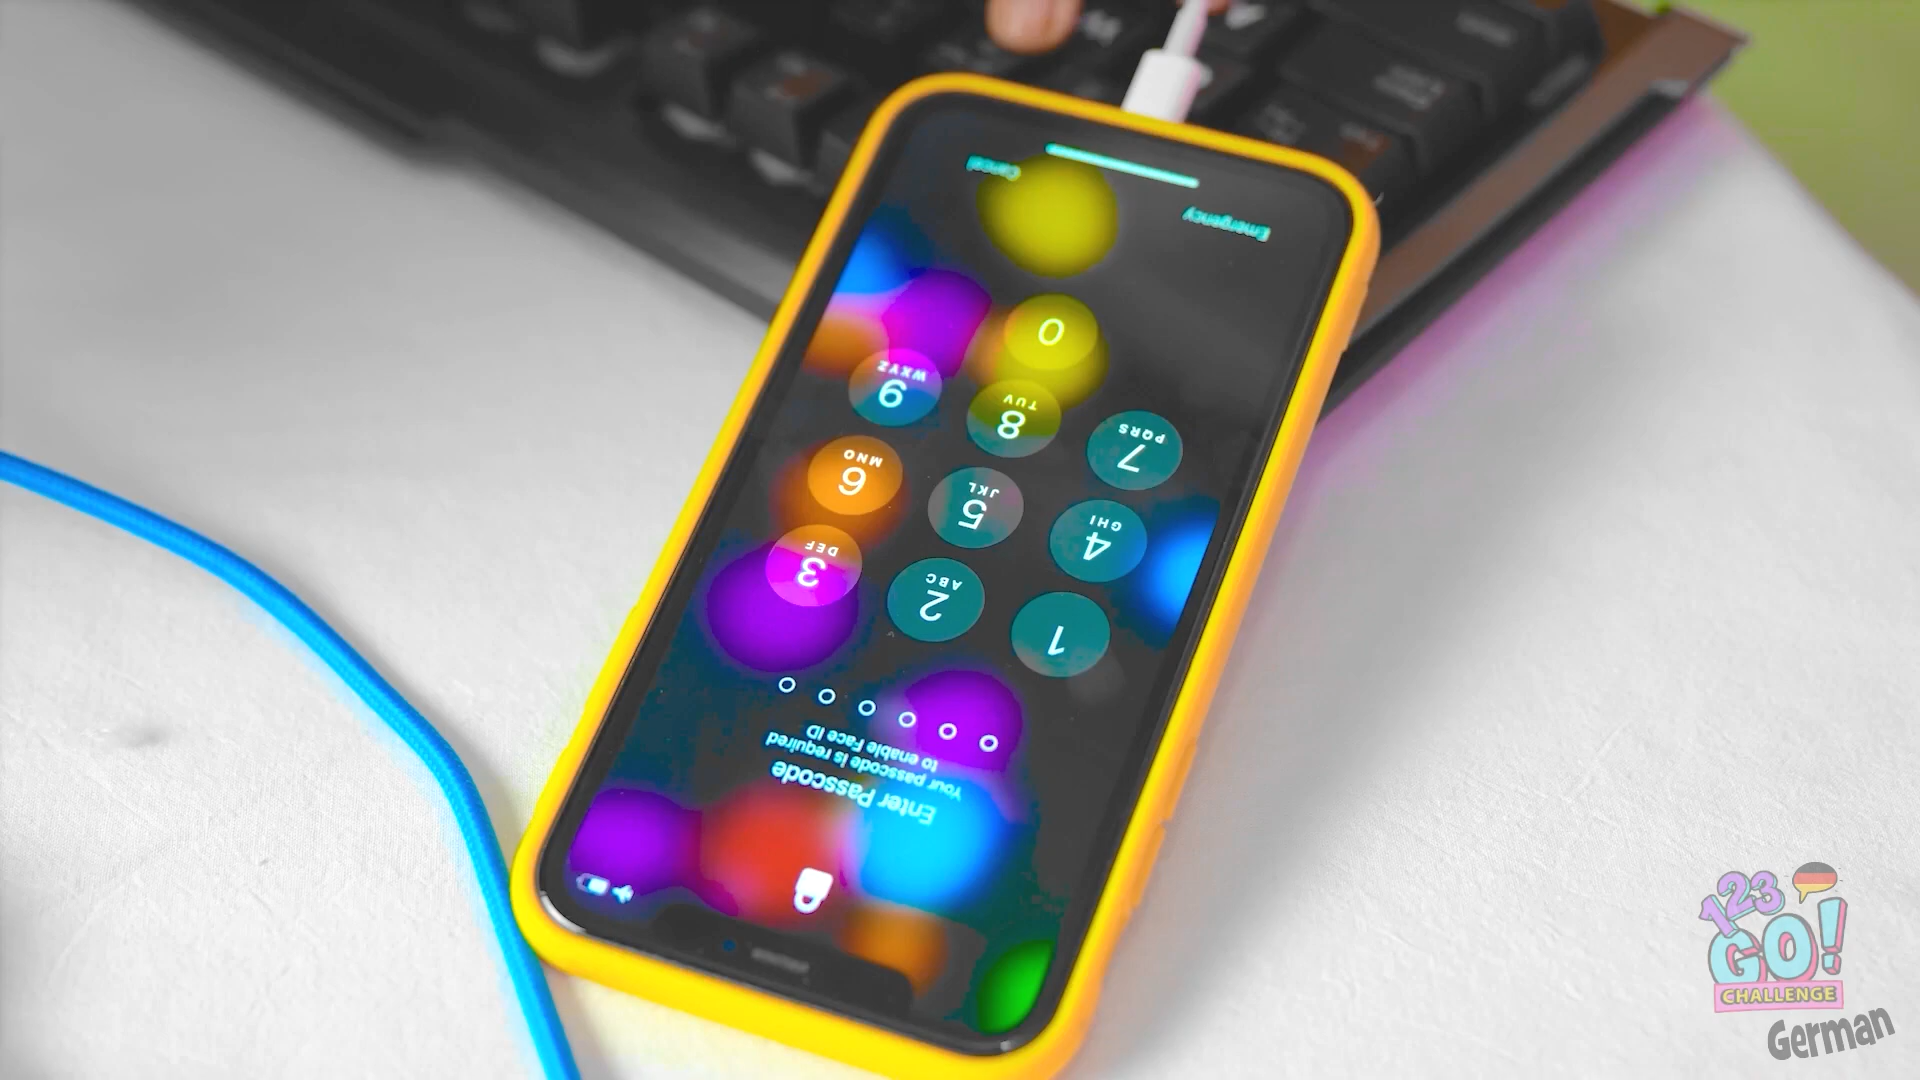 Enter Passcode
Your passcode is required
to enable Face ID
1
2
ABC
3
DEF
4
GHI
5
JKL
6
MNO
7
PQRS
8
TUV
9
WXYZ
0
Emergency
Cancel
123
GO!
CHALLENGE
German